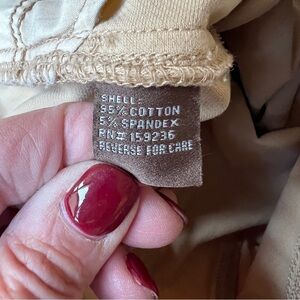 SHELL:
95% COTTON
5% SPANDEX
RN# 159236
REVERSE FOR CARE